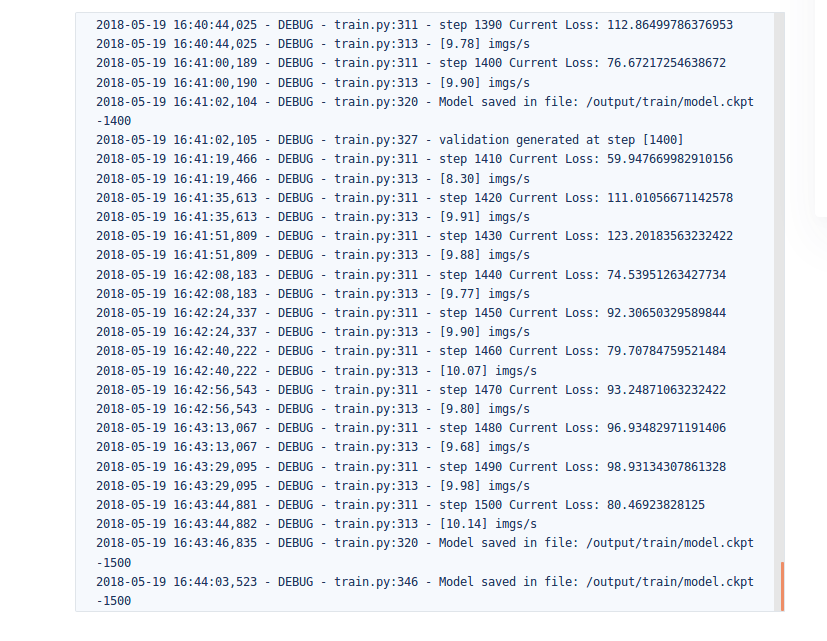 2018-05-19 16:40:44,025 - DEBUG - train.py:311 - step 1390 Current Loss: 112.86499786376953
2018-05-19 16:40:44,025 - DEBUG - train.py:313 - [9.78] imgs/s
2018-05-19 16:41:00,189 - DEBUG - train.py:311 - step 1400 Current Loss: 76.67217254638672
2018-05-19 16:41:00,190 - DEBUG - train.py:313 - [9.90] imgs/s
2018-05-19 16:41:02,104 - DEBUG - train.py:320 - Model saved in file: /output/train/model.ckpt
-1400
2018-05-19 16:41:02,105 - DEBUG - train.py:327 - validation generated at step [1400]
2018-05-19 16:41:19,466 - DEBUG - train.py:311 - step 1410 Current Loss: 59.947669982910156
2018-05-19 16:41:19,466 - DEBUG - train.py:313 - [8.30] imgs/s
2018-05-19 16:41:35,613 - DEBUG - train.py:311 - step 1420 Current Loss: 111.01056671142578
2018-05-19 16:41:35,613 - DEBUG - train.py:313 - [9.91] imgs/s
2018-05-19 16:41:51,809 - DEBUG - train.py:311 - step 1430 Current Loss: 123.20183563232422
2018-05-19 16:41:51,809 - DEBUG - train.py:313 - [9.88] imgs/s
2018-05-19 16:42:08,183 - DEBUG - train.py:311 - step 1440 Current Loss: 74.53951263427734
2018-05-19 16:42:08,183 - DEBUG - train.py:313 - [9.77] imgs/s
2018-05-19 16:42:24,337 - DEBUG - train.py:311 - step 1450 Current Loss: 92.30650329589844
2018-05-19 16:42:24,337 - DEBUG - train.py:313 - [9.90] imgs/s
2018-05-19 16:42:40,222 - DEBUG - train.py:311 - step 1460 Current Loss: 79.70784759521484
2018-05-19 16:42:40,222 - DEBUG - train.py:313 - [10.07] imgs/s
2018-05-19 16:42:56,543 - DEBUG - train.py:311 - step 1470 Current Loss: 93.24871063232422
2018-05-19 16:42:56,543 - DEBUG - train.py:313 - [9.80] imgs/s
2018-05-19 16:43:13,067 - DEBUG - train.py:311 - step 1480 Current Loss: 96.93482971191406
2018-05-19 16:43:13,067 - DEBUG - train.py:313 - [9.68] imgs/s
2018-05-19 16:43:29,095 - DEBUG - train.py:311 - step 1490 Current Loss: 98.93134307861328
2018-05-19 16:43:29,095 - DEBUG - train.py:313 - [9.98] imgs/s
2018-05-19 16:43:44,881 - DEBUG - train.py:311 - step 1500 Current Loss: 80.46923828125
2018-05-19 16:43:44,882 - DEBUG - train.py:313 - [10.14] imgs/s
2018-05-19 16:43:46,835 - DEBUG - train.py:320 - Model saved in file: /output/train/model.ckpt
-1500
2018-05-19 16:44:03,523 - DEBUG - train.py:346 - Model saved in file: /output/train/model.ckpt
-1500